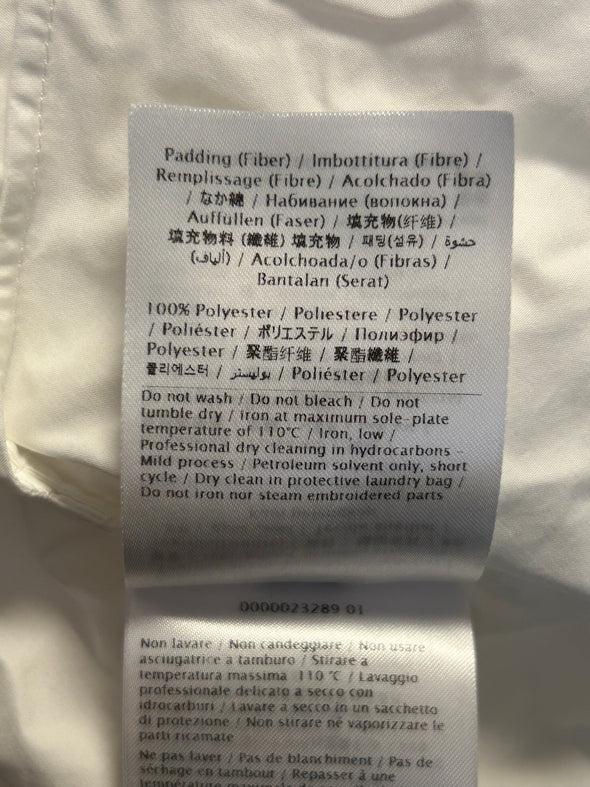 Padding (Fiber) / Imbottitura (Fibre) /
Remplissage (Fibre) / Acolchado (Fibra)
/ なか綿 / Набивание (волокна) /
Auffüllen (Faser) / 填充物(纤维) /
填充物料 (纖維) 填充物 / 패딩(섬유) / حشوة
(ألياف) / Acolchoada/o (Fibras) /
Bantalan (Serat)
100% Polyester / Poliestere / Polyester
/ Poliéster / ポリエステル / Полиэфир /
Polyester / 聚酯纤维 / 聚酯纖維 /
폴리에스터 / بوليستر / Poliéster / Polyester
Do not wash / Do not bleach / Do not
tumble dry / Iron at maximum sole-plate
temperature of 110°C / Iron, low /
Professional dry cleaning in hydrocarbons -
Mild process / Petroleum solvent only, short
cycle / Dry clean in protective laundry bag /
Do not iron nor steam embroidered parts
0000023289 01
Non lavare / Non candeggiare / Non usare
asciugatrice a tamburo / Stirare a
temperatura massima 110 °C / Lavaggio
professionale delicato a secco con
idrocarburi / Lavare a secco in un sacchetto
di protezione / Non stirare né vaporizzare le
parti ricamate
Ne pas laver / Pas de blanchiment / Pas de
séchage en tambour / Repasser à une
température maximale de